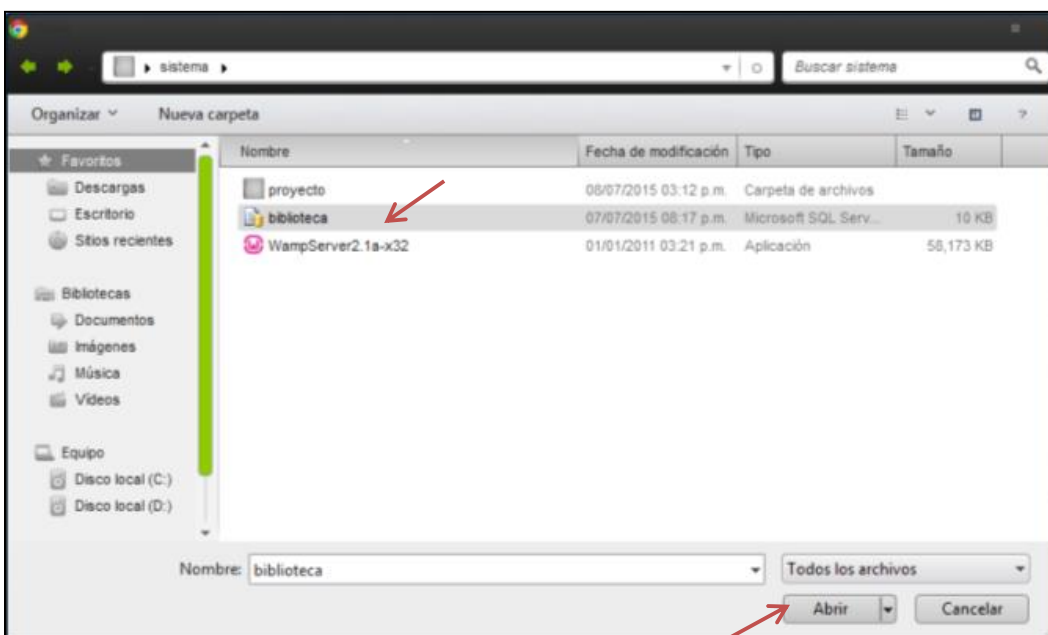 sistema
Buscar sistema
Organizar
Nueva carpeta
Nombre Fecha de modificación Tipo Tamaño
Favoritos
Descargas
Escritorio
Sitios recientes
Bibliotecas
Documentos
Imágenes
Música
Vídeos
Equipo
Disco local (C:)
Disco local (D:)
proyecto 08/07/2015 03:12 p.m. Carpeta de archivos
biblioteca 07/07/2015 08:17 p.m. Microsoft SQL Serv... 10 KB
WampServer2.1a-x32 01/01/2011 03:21 p.m. Aplicación 58,173 KB
Nombre: biblioteca
Todos los archivos
Abrir
Cancelar